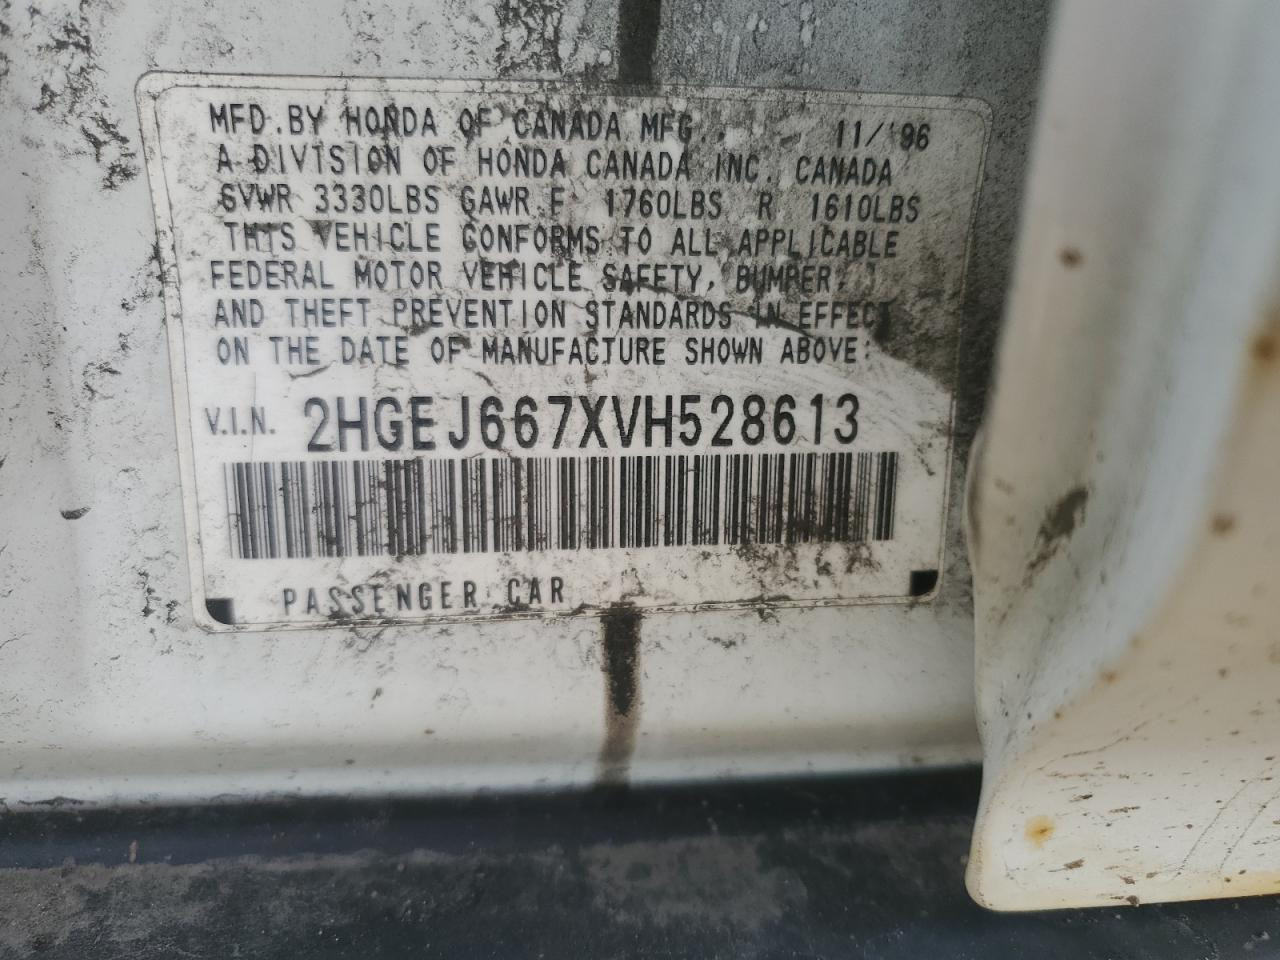 MFD.BY HONDA OF CANADA MFG., 11/'96
A DIVISION OF HONDA CANADA INC. CANADA
GVWR 3330LBS GAWR F 1760LBS R 1610LBS
THIS VEHICLE CONFORMS TO ALL APPLICABLE
FEDERAL MOTOR VEHICLE SAFETY, BUMPER,
AND THEFT PREVENTION STANDARDS IN EFFECT
ON THE DATE OF MANUFACTURE SHOWN ABOVE:
V.I.N. 2HGEJ667XVH528613
PASSENGER CAR